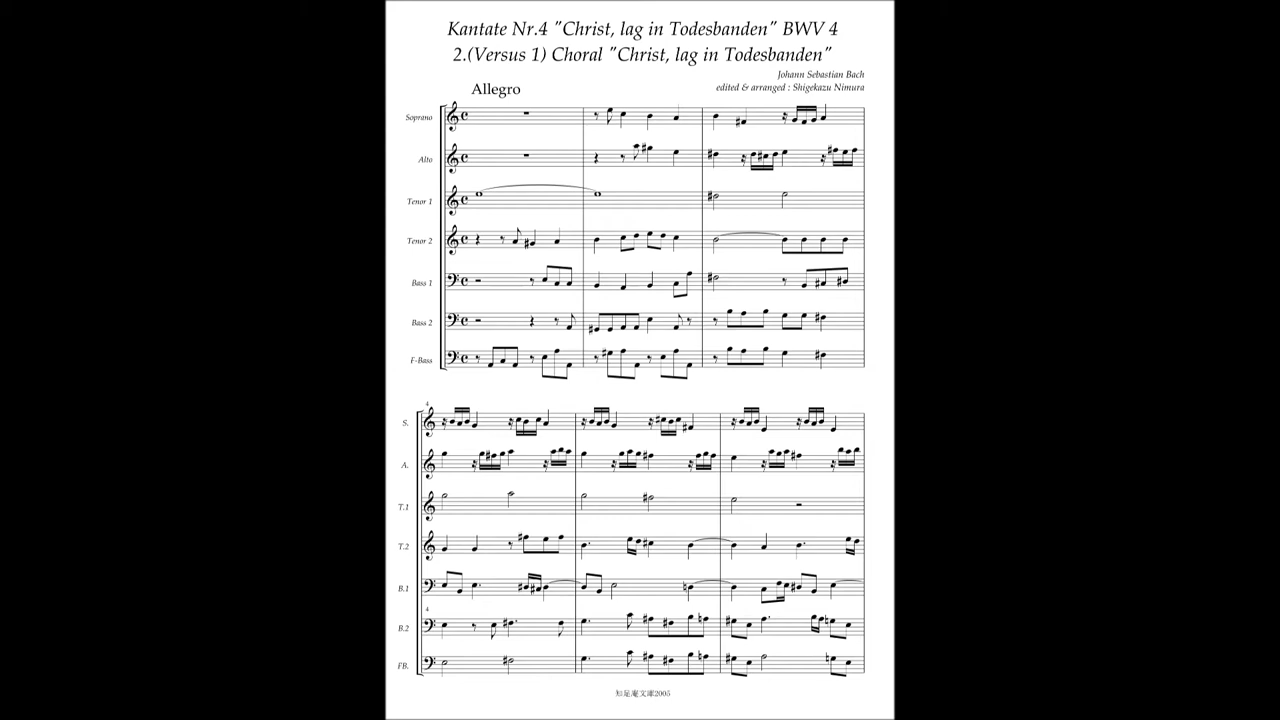 Kantate Nr.4 "Christ, lag in Todesbanden" BWV 4
2.(Versus 1) Choral "Christ, lag in Todesbanden"
Johann Sebastian Bach
edited & arranged : Shigekazu Nimura
Allegro
Soprano
Alto
Tenor 1
Tenor 2
Bass 1
Bass 2
F-Bass
4
S.
A.
T.1
T.2
B.1
4
B.2
FB.
知足庵文庫2005